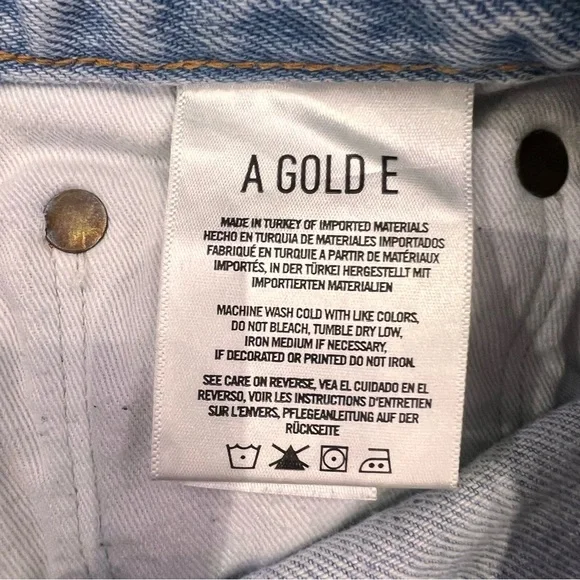 A GOLD E
MADE IN TURKEY OF IMPORTED MATERIALS
HECHO EN TURQUIA DE MATERIALES IMPORTADOS
FABRIQUÉ EN TURQUIE A PARTIR DE MATÉRIAUX
IMPORTÉS, IN DER TÜRKEI HERGESTELLT MIT
IMPORTIERTEN MATERIALIEN
MACHINE WASH COLD WITH LIKE COLORS,
DO NOT BLEACH, TUMBLE DRY LOW,
IRON MEDIUM IF NECESSARY,
IF DECORATED OR PRINTED DO NOT IRON.
SEE CARE ON REVERSE, VEA EL CUIDADO EN EL
REVERSO, VOIR LES INSTRUCTIONS D'ENTRETIEN
SUR L'ENVERS, PFLEGEANLEITUNG AUF DER
RÜCKSEITE